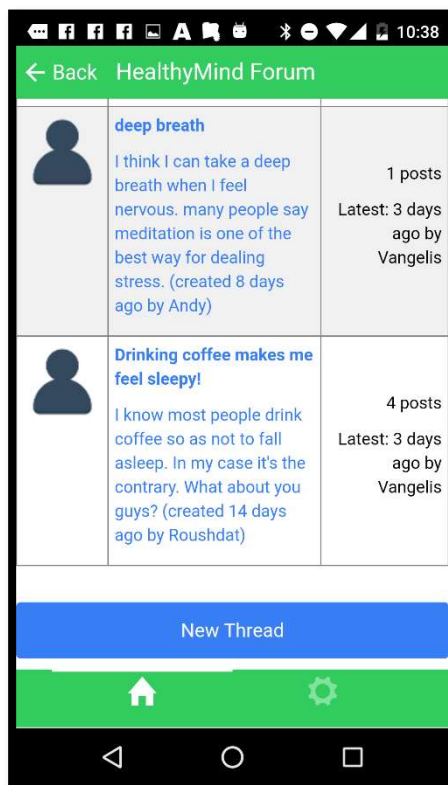 10:38
Back HealthyMind Forum
deep breath
I think I can take a deep
breath when I feel
nervous. many people say
meditation is one of the
best way for dealing
stress. (created 8 days
ago by Andy)
1 posts
Latest: 3 days
ago by
Vangelis
Drinking coffee makes me
feel sleepy!
I know most people drink
coffee so as not to fall
asleep. In my case it's the
contrary. What about you
guys? (created 14 days
ago by Roushdat)
4 posts
Latest: 3 days
ago by
Vangelis
New Thread